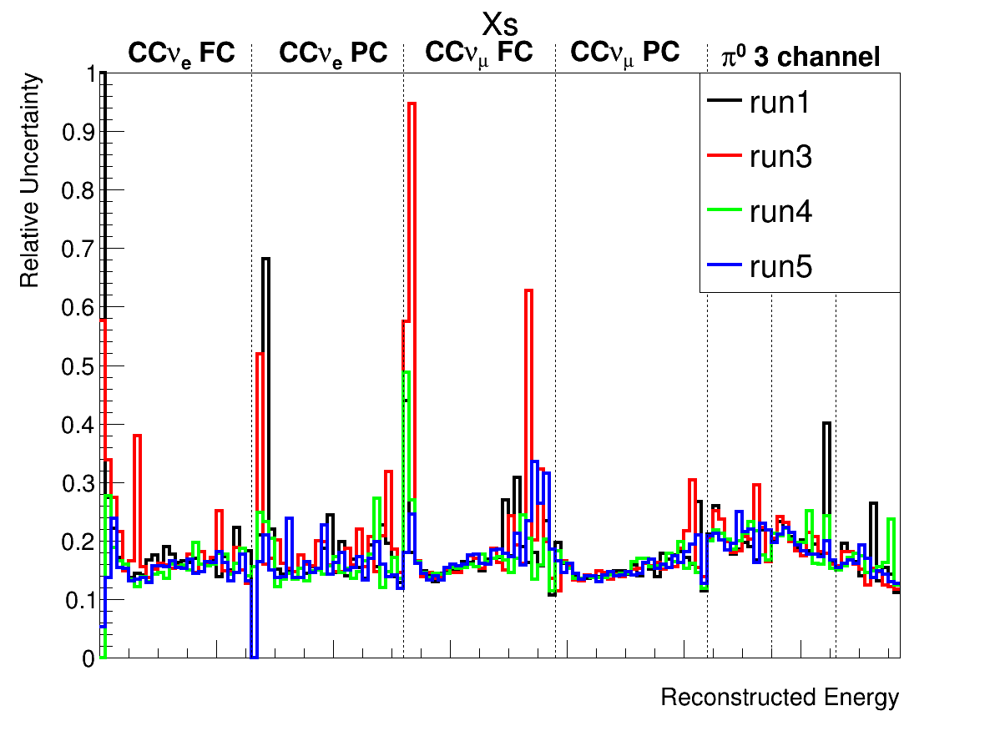 Xs
CCνe FC CCνe PC CCνμ FC CCνμ PC π0 3 channel
Relative Uncertainty
1
0.9
0.8
0.7
0.6
0.5
0.4
0.3
0.2
0.1
0
run1
run3
run4
run5
Reconstructed Energy